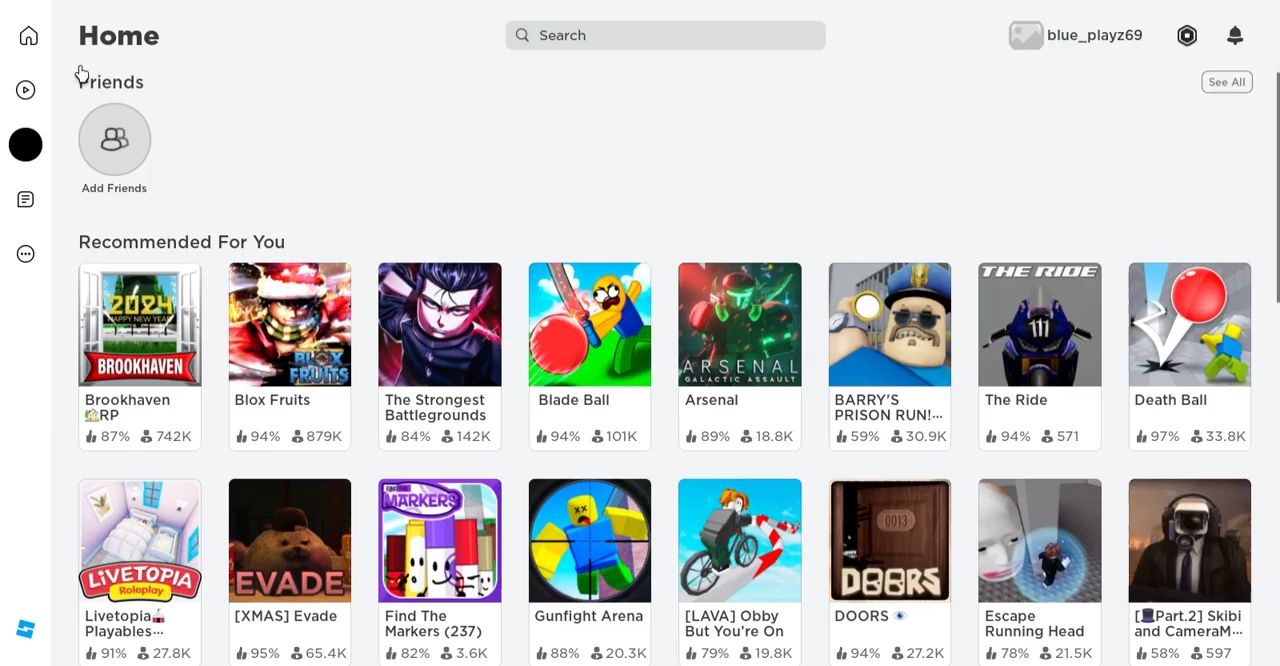 Home
Search
blue_playz69
Friends
See All
Add Friends
Recommended For You
2024
HAPPY NEW YEAR
BROOKHAVEN
BLOX
FRUITS
ARSENAL
GALACTIC ASSAULT
THE RIDE
111
Brookhaven
🏡RP
87% 742K
Blox Fruits
94% 879K
The Strongest
Battlegrounds
84% 142K
Blade Ball
94% 101K
Arsenal
89% 18.8K
BARRY'S
PRISON RUN!···
59% 30.9K
The Ride
94% 571
Death Ball
97% 33.8K
LIVETOPIA
Roleplay
EVADE
FIND THE
MARKERS
0013
DOORS
Livetopia
Playables···
91% 27.8K
[XMAS] Evade
95% 65.4K
Find The
Markers (237)
82% 3.6K
Gunfight Arena
88% 20.3K
[LAVA] Obby
But You're On
79% 19.8K
DOORS 👁️
94% 27.2K
Escape
Running Head
78% 21.5K
[🎩Part.2] Skibi
and CameraM···
58% 597